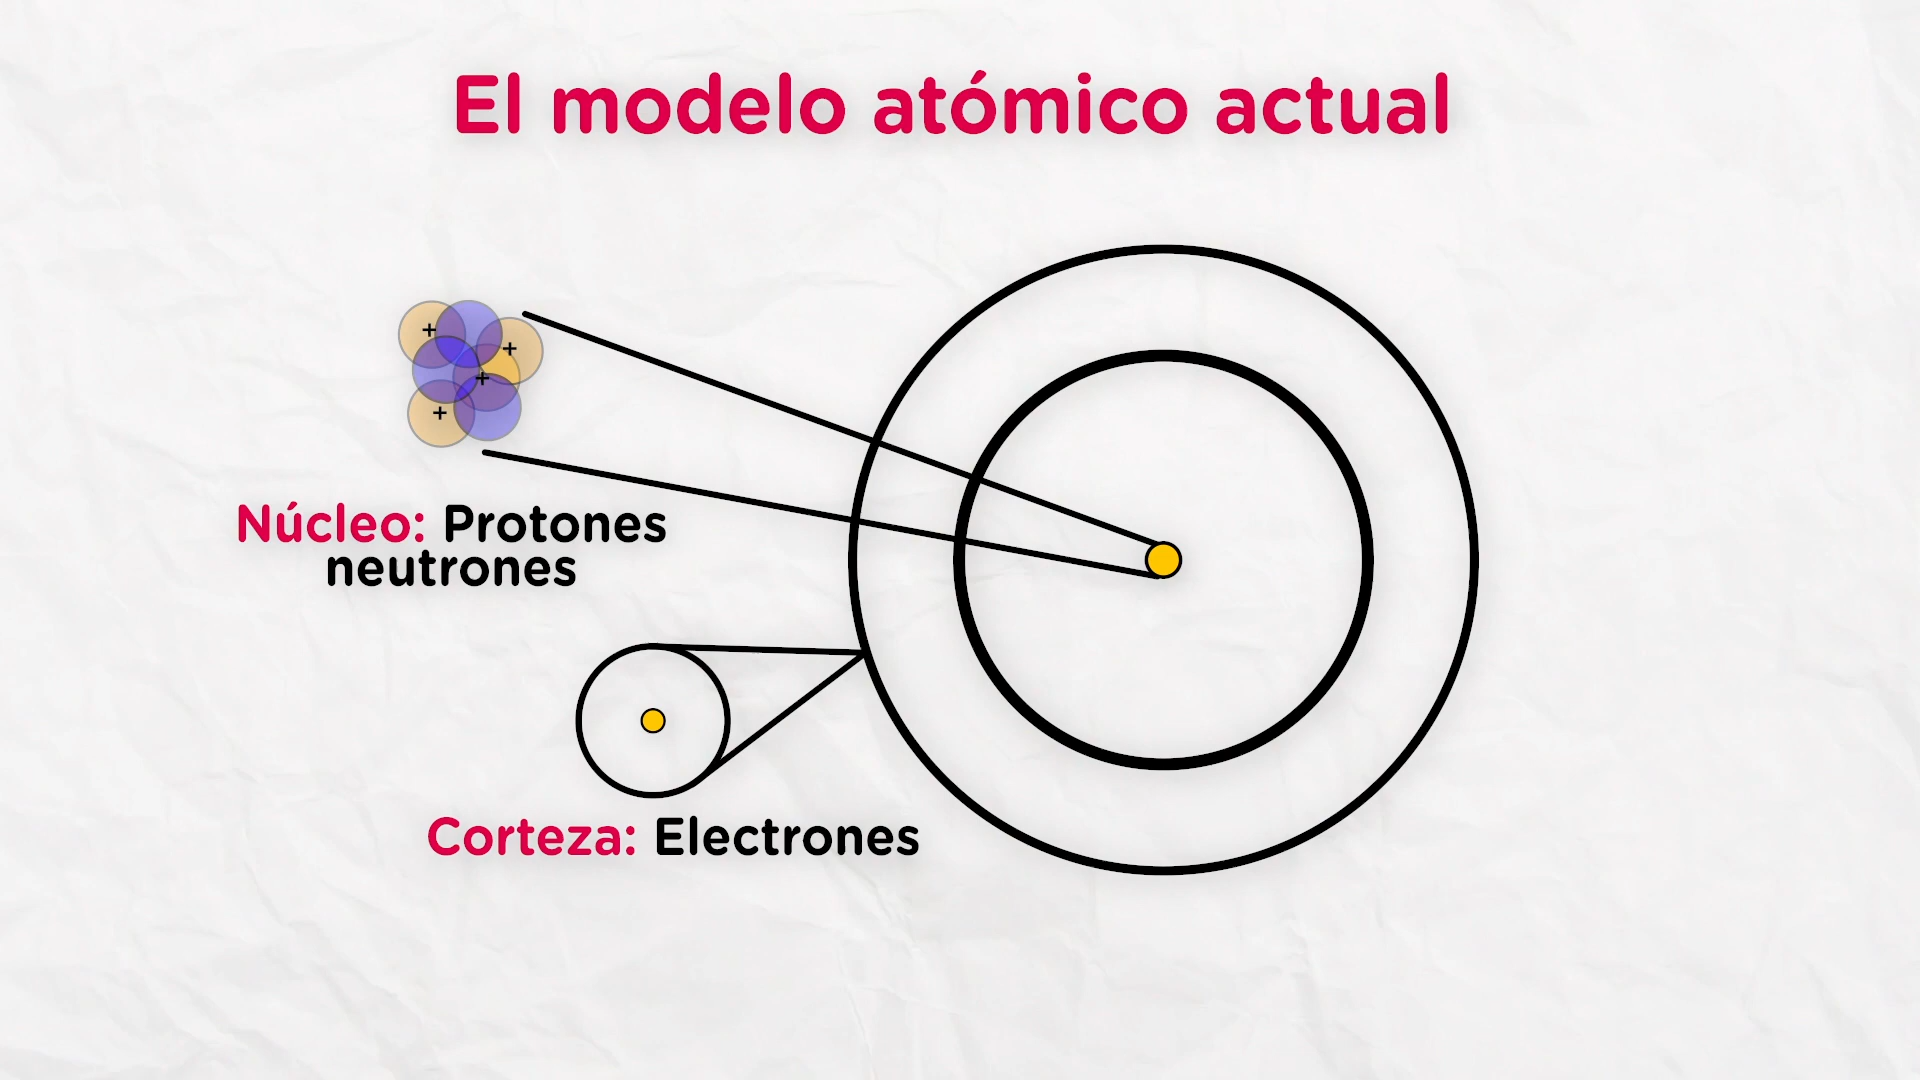 El modelo atómico actual
+
+
+
+
Núcleo: Protones
neutrones
Corteza: Electrones